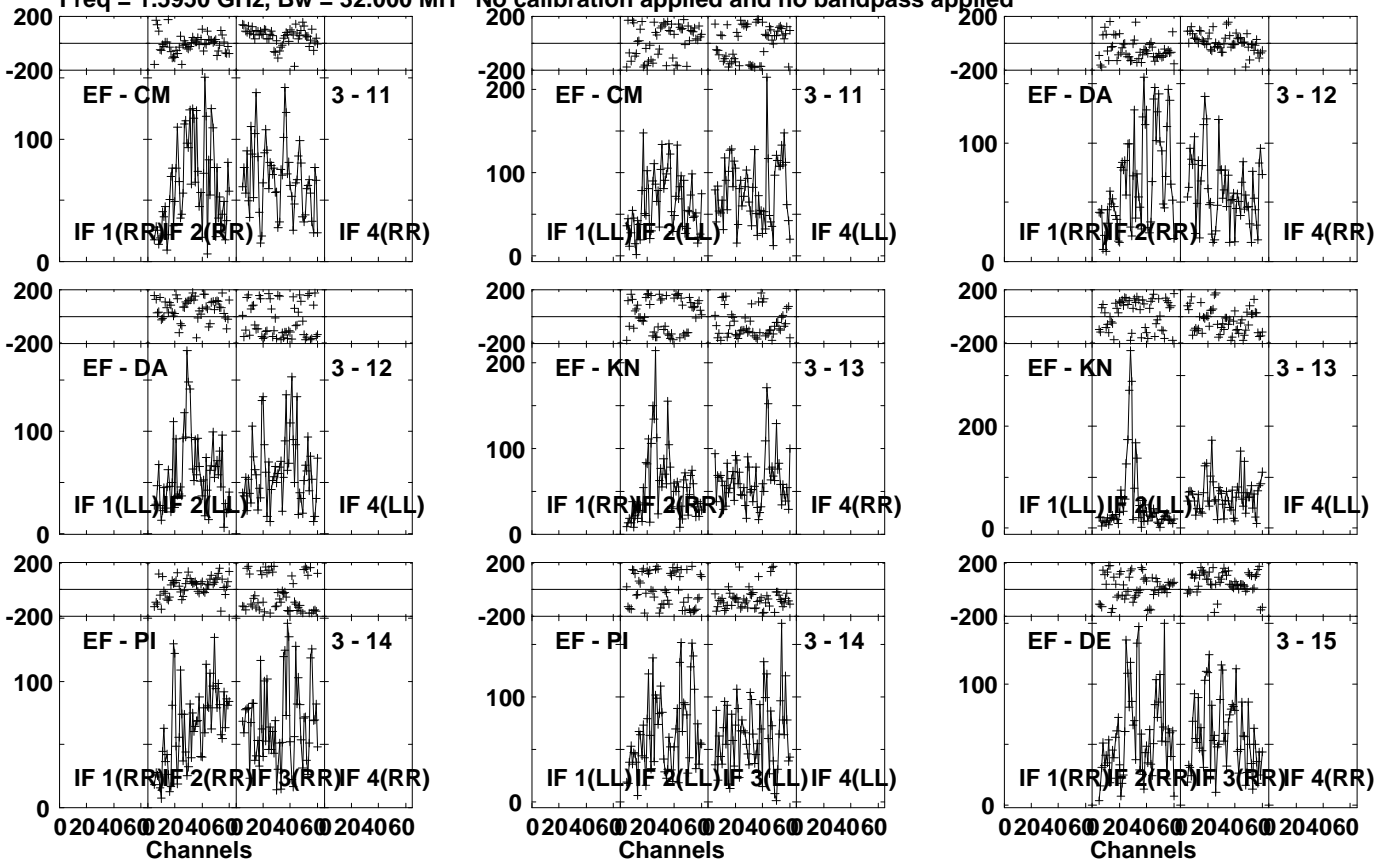 Freq = 1.5950 GHz, Bw = 32.000 MH No calibration applied and no bandpass applied
200 200 200
-200 -200 -200
EF - CM 3 - 11 EF - CM 3 - 11 EF - DA 3 - 12
200
100 100 100
IF 1(RR) IF 2(RR) IF 4(RR) IF 1(LL) IF 2(LL) IF 4(LL) IF 1(RR) IF 2(RR) IF 4(RR)
0 0 0
200 200 200
-200 -200 -200
EF - DA 3 - 12 EF - KN 3 - 13 EF - KN 3 - 13
200
100 100 200
IF 1(LL) IF 2(LL) IF 4(LL) IF 1(RR) IF 2(RR) IF 4(RR) IF 1(LL) IF 2(LL) IF 4(LL)
0 0 0
200 200 200
-200 -200 -200
EF - PI 3 - 14 EF - PI 3 - 14 EF - DE 3 - 15
100 100 100
IF 1(RR) IF 2(RR) IF 3(RR) IF 4(RR) IF 1(LL) IF 2(LL) IF 3(LL) IF 4(LL) IF 1(RR) IF 2(RR) IF 3(RR) IF 4(RR)
0 0 0
0 20 40 60 0 20 40 60 0 20 40 60 0 20 40 60 0 20 40 60 0 20 40 60 0 20 40 60 0 20 40 60 0 20 40 60 0 20 40 60 0 20 40 60 0 20 40 60
Channels Channels Channels